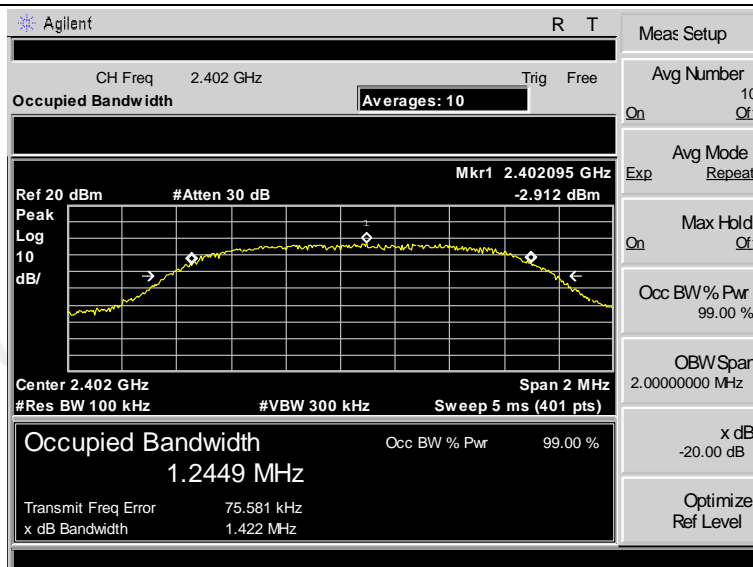 Agilent R T
CH Freq 2.402 GHz Trig Free
Occupied Bandwidth Averages: 10
Mkr1 2.402095 GHz
Ref 20 dBm #Atten 30 dB -2.912 dBm
Peak
Log
10
dB/
1
Center 2.402 GHz Span 2 MHz
#Res BW 100 kHz #VBW 300 kHz Sweep 5 ms (401 pts)
Occupied Bandwidth Occ BW % Pwr 99.00 %
1.2449 MHz
Transmit Freq Error 75.581 kHz
x dB Bandwidth 1.422 MHz
Meas Setup
Avg Number
10
On Off
Avg Mode
Exp Repeat
Max Hold
On Off
Occ BW % Pwr
99.00 %
OBW Span
2.00000000 MHz
x dB
-20.00 dB
Optimize
Ref Level